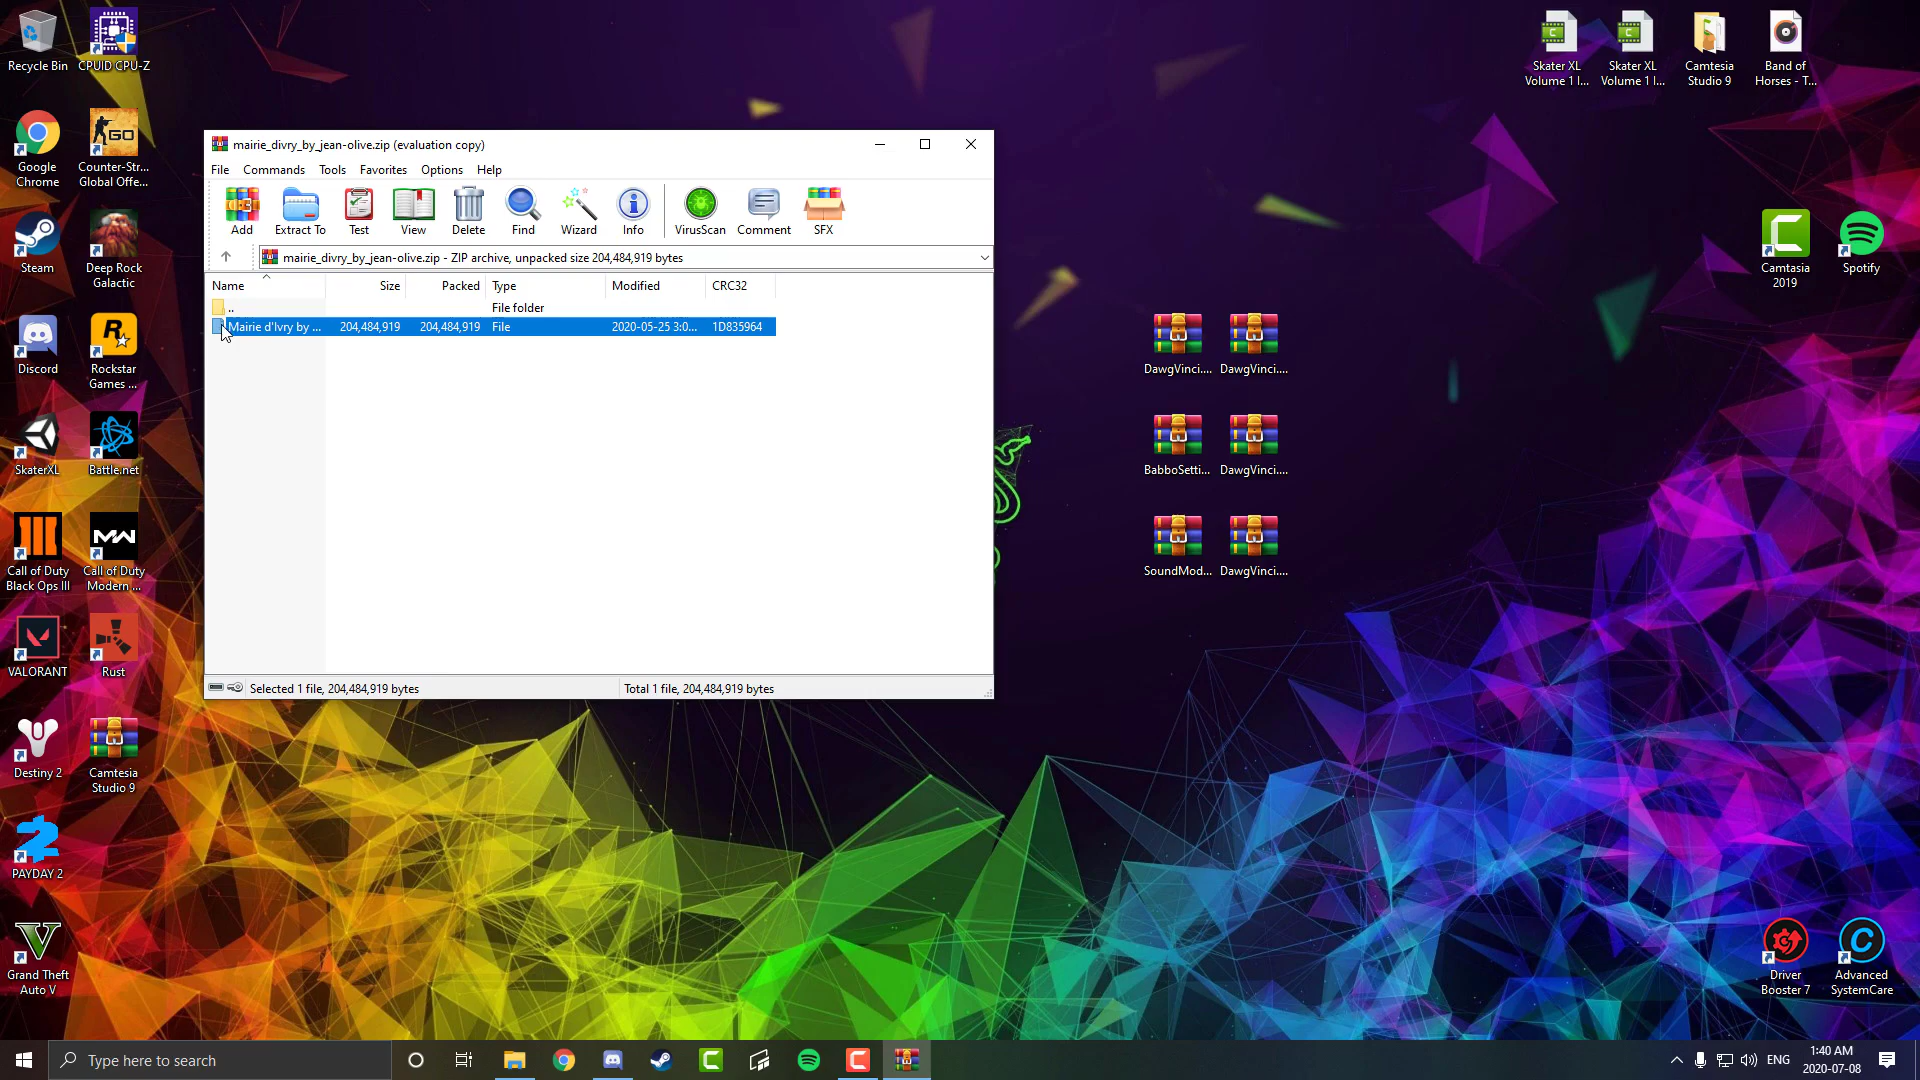 Recycle Bin
CPUID CPU-Z
Google
Chrome
Counter-Str...
Global Offe...
GO
Steam
Deep Rock
Galactic
Discord
Rockstar
Games ...
SkaterXL
Battle.net
Call of Duty
Black Ops III
MW
Call of Duty
Modern ...
VALORANT
Rust
Destiny 2
Camtesia
Studio 9
PAYDAY 2
Grand Theft
Auto V
mairie_divry_by_jean-olive.zip (evaluation copy)
File Commands Tools Favorites Options Help
Add Extract To Test View Delete Find Wizard Info VirusScan Comment SFX
mairie_divry_by_jean-olive.zip - ZIP archive, unpacked size 204,484,919 bytes
Name Size Packed Type Modified CRC32
.. File folder
Mairie d'Ivry by ... 204,484,919 204,484,919 File 2020-05-25 3:0... 1D835964
Selected 1 file, 204,484,919 bytes
Total 1 file, 204,484,919 bytes
DawgVinci....
DawgVinci....
BabboSetti...
DawgVinci....
SoundMod...
DawgVinci....
Skater XL
Volume 1 I...
Skater XL
Volume 1 I...
Camtesia
Studio 9
Band of
Horses - T...
Camtasia
2019
Spotify
Driver
Booster 7
Advanced
SystemCare
Type here to search
ENG
1:40 AM
2020-07-08